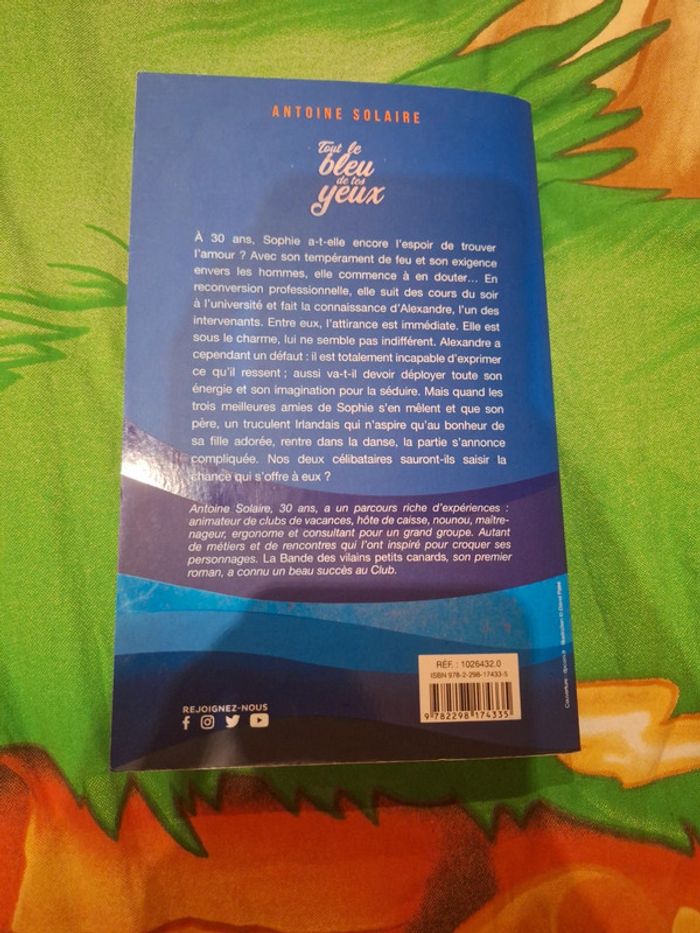 ANTOINE SOLAIRE
Tout le
bleu
de tes
yeux
À 30 ans, Sophie a-t-elle encore l'espoir de trouver
l'amour ? Avec son tempérament de feu et son exigence
envers les hommes, elle commence à en douter... En
reconversion professionnelle, elle suit des cours du soir
à l'université et fait la connaissance d'Alexandre, l'un des
intervenants. Entre eux, l'attirance est immédiate. Elle est
sous le charme, lui ne semble pas indifférent. Alexandre a
cependant un défaut : il est totalement incapable d'exprimer
ce qu'il ressent ; aussi va-t-il devoir déployer toute son
énergie et son imagination pour la séduire. Mais quand les
trois meilleures amies de Sophie s'en mêlent et que son
père, un truculent Irlandais qui n'aspire qu'au bonheur de
sa fille adorée, rentre dans la danse, la partie s'annonce
compliquée. Nos deux célibataires sauront-ils saisir la
chance qui s'offre à eux ?
Antoine Solaire, 30 ans, a un parcours riche d'expériences :
animateur de clubs de vacances, hôte de caisse, nounou, maître-
nageur, ergonome et consultant pour un grand groupe. Autant
de métiers et de rencontres qui l'ont inspiré pour croquer ses
personnages. La Bande des vilains petits canards, son premier
roman, a connu un beau succès au Club.
RÉF. : 1026432.0
ISBN 978-2-298-17433-5
9 782298 174335
REJOIGNEZ-NOUS
Couverture :
Illustration © David